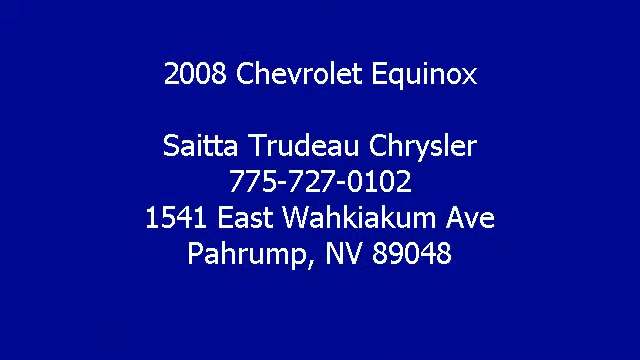 2008 Chevrolet Equinox
Saitta Trudeau Chrysler
775-727-0102
1541 East Wahkiakum Ave
Pahrump, NV 89048